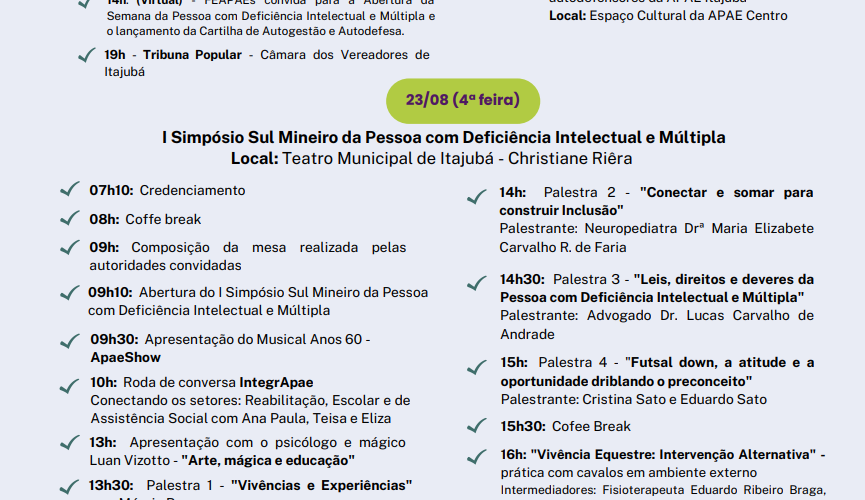 14h: (Virtual) - FEAPAEs convida para a Abertura da
Semana da Pessoa com Deficiência Intelectual e Múltipla e
o lançamento da Cartilha de Autogestão e Autodefesa.
19h - Tribuna Popular - Câmara dos Vereadores de
Itajubá
autodefensores da APAE Itajubá
Local: Espaço Cultural da APAE Centro
23/08 (4ª feira)
I Simpósio Sul Mineiro da Pessoa com Deficiência Intelectual e Múltipla
Local: Teatro Municipal de Itajubá - Christiane Riêra
07h10: Credenciamento
08h: Coffe break
09h: Composição da mesa realizada pelas
autoridades convidadas
09h10: Abertura do I Simpósio Sul Mineiro da Pessoa
com Deficiência Intelectual e Múltipla
09h30: Apresentação do Musical Anos 60 -
ApaeShow
10h: Roda de conversa IntegrApae
Conectando os setores: Reabilitação, Escolar e de
Assistência Social com Ana Paula, Teisa e Eliza
13h: Apresentação com o psicólogo e mágico
Luan Vizotto - "Arte, mágica e educação"
13h30: Palestra 1 - "Vivências e Experiências"
14h: Palestra 2 - "Conectar e somar para
construir Inclusão"
Palestrante: Neuropediatra Drª Maria Elizabete
Carvalho R. de Faria
14h30: Palestra 3 - "Leis, direitos e deveres da
Pessoa com Deficiência Intelectual e Múltipla"
Palestrante: Advogado Dr. Lucas Carvalho de
Andrade
15h: Palestra 4 - "Futsal down, a atitude e a
oportunidade driblando o preconceito"
Palestrante: Cristina Sato e Eduardo Sato
15h30: Cofee Break
16h: "Vivência Equestre: Intervenção Alternativa" -
prática com cavalos em ambiente externo
Intermediadores: Fisioterapeuta Eduardo Ribeiro Braga,